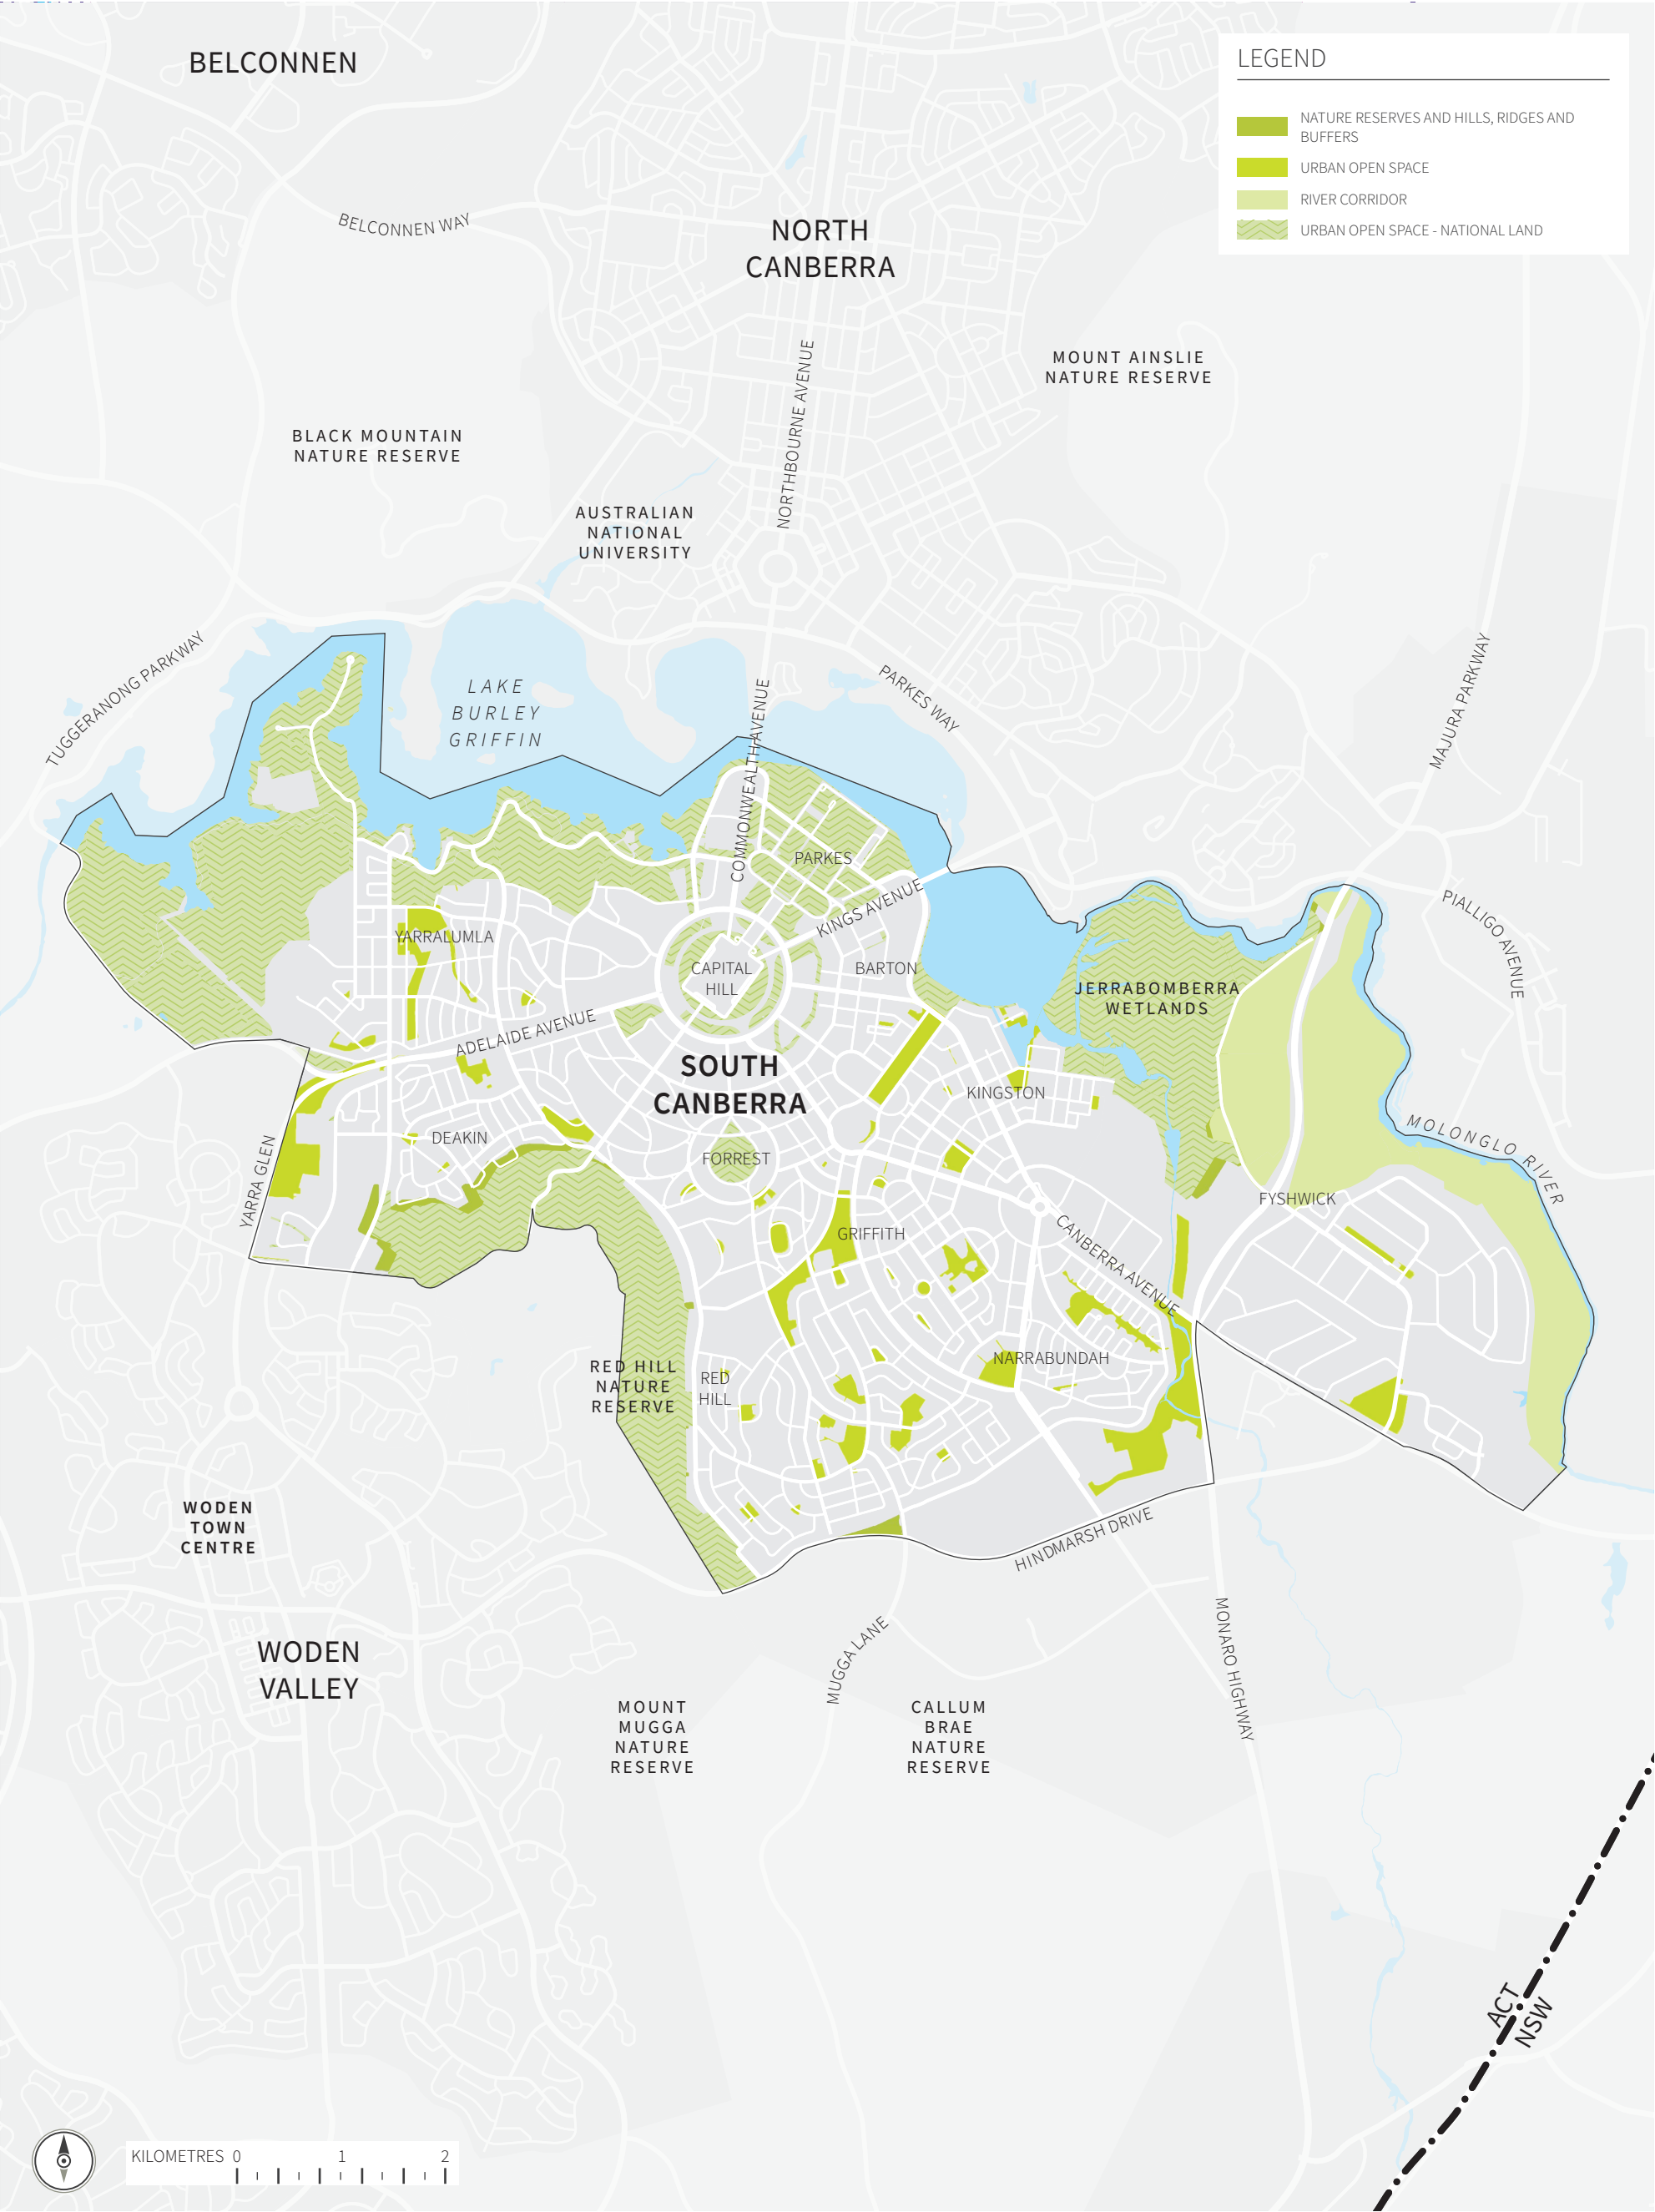 BELCONNEN
LEGEND
NATURE RESERVES AND HILLS, RIDGES AND
BUFFERS
URBAN OPEN SPACE
RIVER CORRIDOR
URBAN OPEN SPACE - NATIONAL LAND
BELCONNEN WAY
NORTH
CANBERRA
MOUNT AINSLIE
NATURE RESERVE
NORTHBOURNE AVENUE
BLACK MOUNTAIN
NATURE RESERVE
AUSTRALIAN
NATIONAL
UNIVERSITY
TUGGERANONG PARKWAY
LAKE
BURLEY
GRIFFIN
COMMONWEALTH AVENUE
PARKES WAY
MAJURA PARKWAY
PARKES
KINGS AVENUE
PIALLIGO AVENUE
YARRALUMLA
CAPITAL
HILL
BARTON
JERRABOMBERRA
WETLANDS
ADELAIDE AVENUE
SOUTH
CANBERRA
KINGSTON
MOLONGLO RIVER
DEAKIN
FORREST
YARRA GLEN
FYSHWICK
GRIFFITH
CANBERRA AVENUE
RED HILL
NATURE
RESERVE
RED
HILL
NARRABUNDAH
WODEN
TOWN
CENTRE
HINDMARSH DRIVE
WODEN
VALLEY
MUGGA LANE
MONARO HIGHWAY
MOUNT
MUGGA
NATURE
RESERVE
CALLUM
BRAE
NATURE
RESERVE
ACT
NSW
KILOMETRES 0 1 2